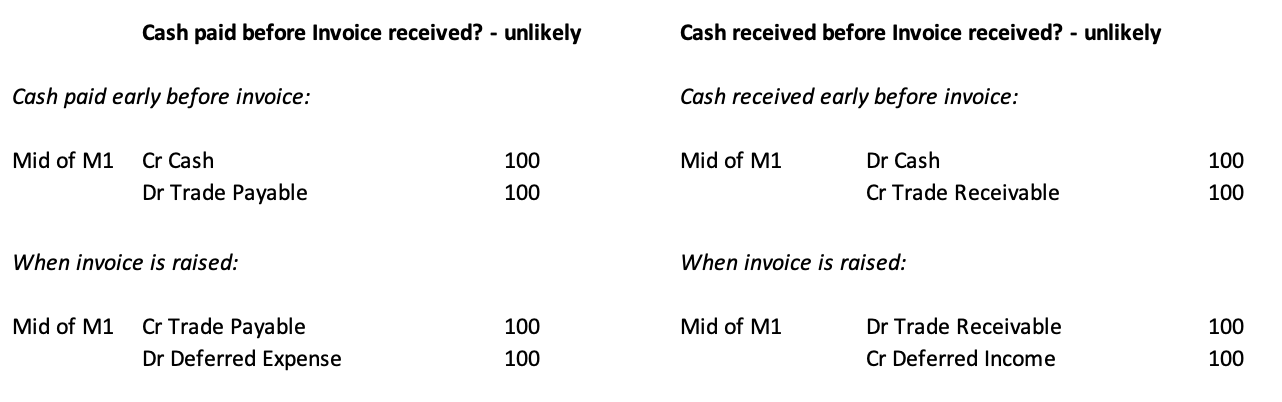 Cash paid before Invoice received? - unlikely
Cash paid early before invoice:
Mid of M1 Cr Cash 100
Dr Trade Payable 100
When invoice is raised:
Mid of M1 Cr Trade Payable 100
Dr Deferred Expense 100
Cash received before Invoice received? - unlikely
Cash received early before invoice:
Mid of M1 Dr Cash 100
Cr Trade Receivable 100
When invoice is raised:
Mid of M1 Dr Trade Receivable 100
Cr Deferred Income 100